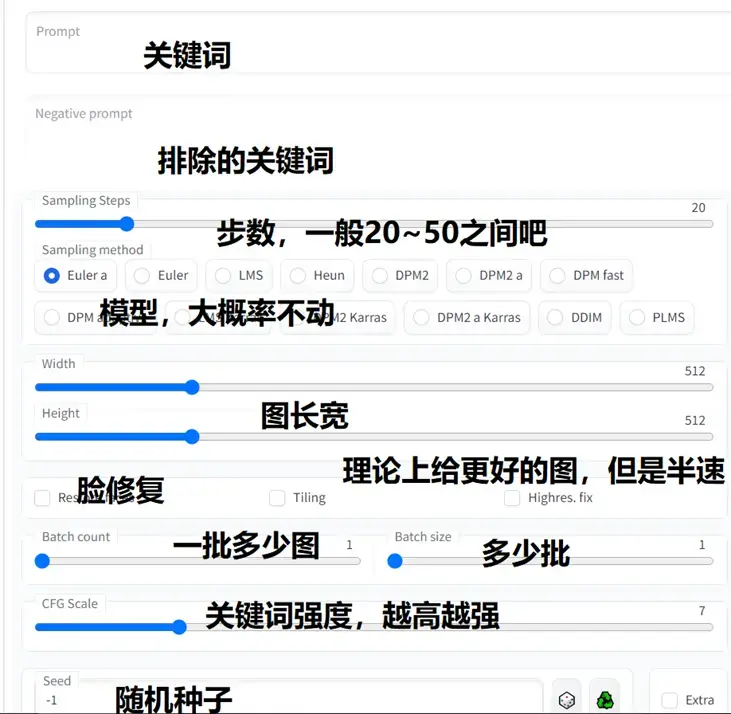 Prompt
关键词
Negative prompt
排除的关键词
Sampling Steps
20
步数，一般20~50之间吧
Sampling method
Euler a Euler LMS Heun DPM2 DPM2 a DPM fast
模型，大概率不动
DPM Karras DPM2 a Karras DDIM PLMS
Width
512
Height
512
图长宽
理论上给更好的图，但是半速
脸修复
Tiling Highres. fix
Batch count 1 Batch size 1
一批多少图 多少批
CFG Scale
7
关键词强度，越高越强
Seed
-1
随机种子
Extra